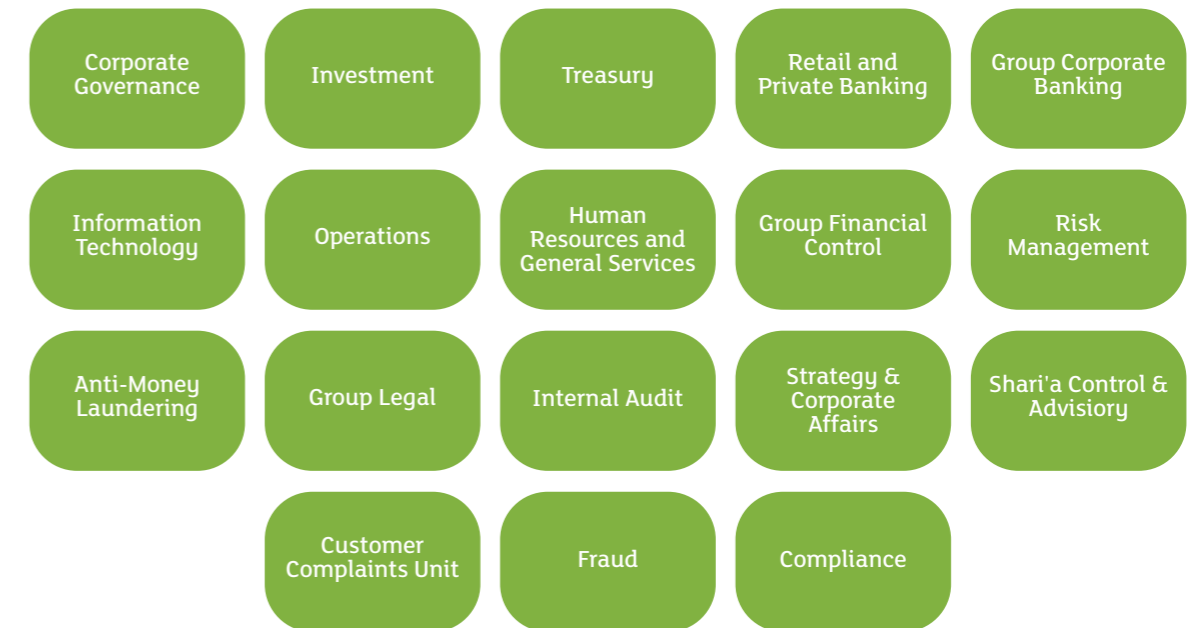 Corporate
Governance
Investment
Treasury
Retail and
Private Banking
Group Corporate
Banking
Information
Technology
Operations
Human
Resources and
General Services
Group Financial
Control
Risk
Management
Anti-Money
Laundering
Group Legal
Internal Audit
Strategy &
Corporate
Affairs
Shari'a Control &
Advisiory
Customer
Complaints Unit
Fraud
Compliance